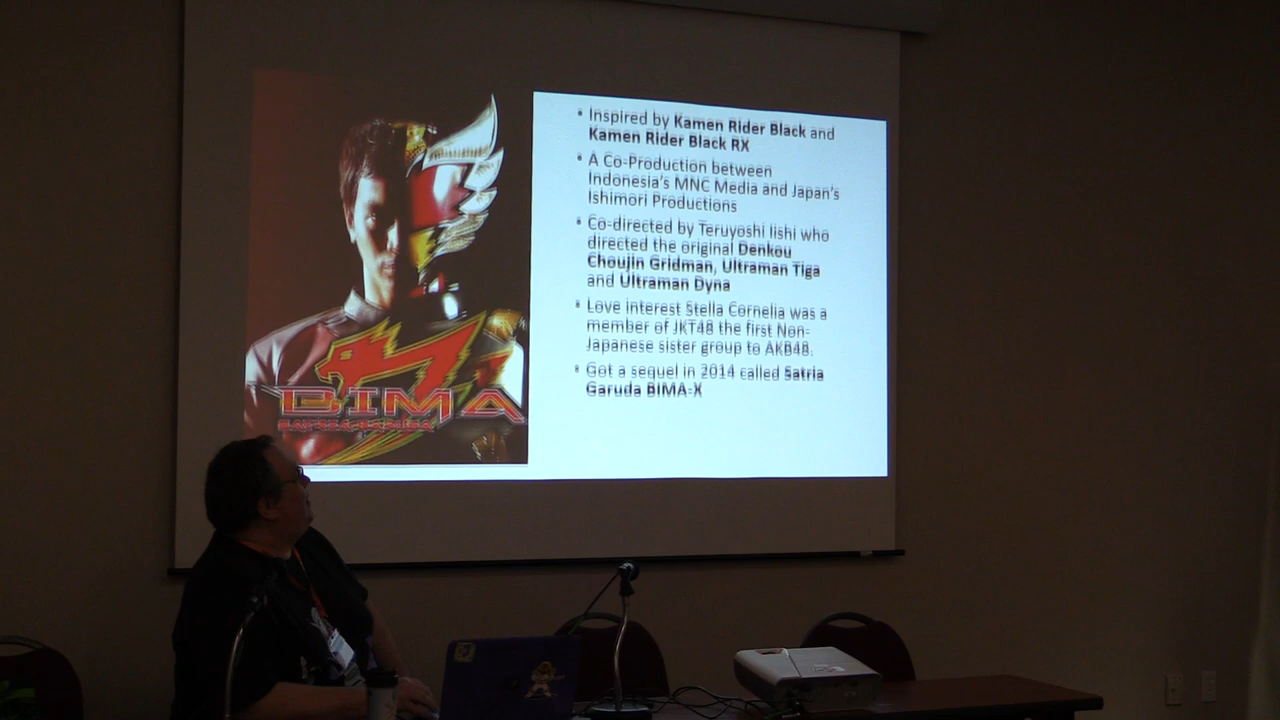 • Inspired by Kamen Rider Black and
Kamen Rider Black RX
• A Co-Production between
Indonesia's MNC Media and Japan's
Ishimori Productions
• Co-directed by Teruyoshi Iishi who
directed the original Denkou
Choujin Gridman, Ultraman Tiga
and Ultraman Dyna
• Love interest Stella Cornelia was a
member of JKT48 the first Non-
Japanese sister group to AKB48.
• Got a sequel in 2014 called Satria
Garuda BIMA-X
BIMA